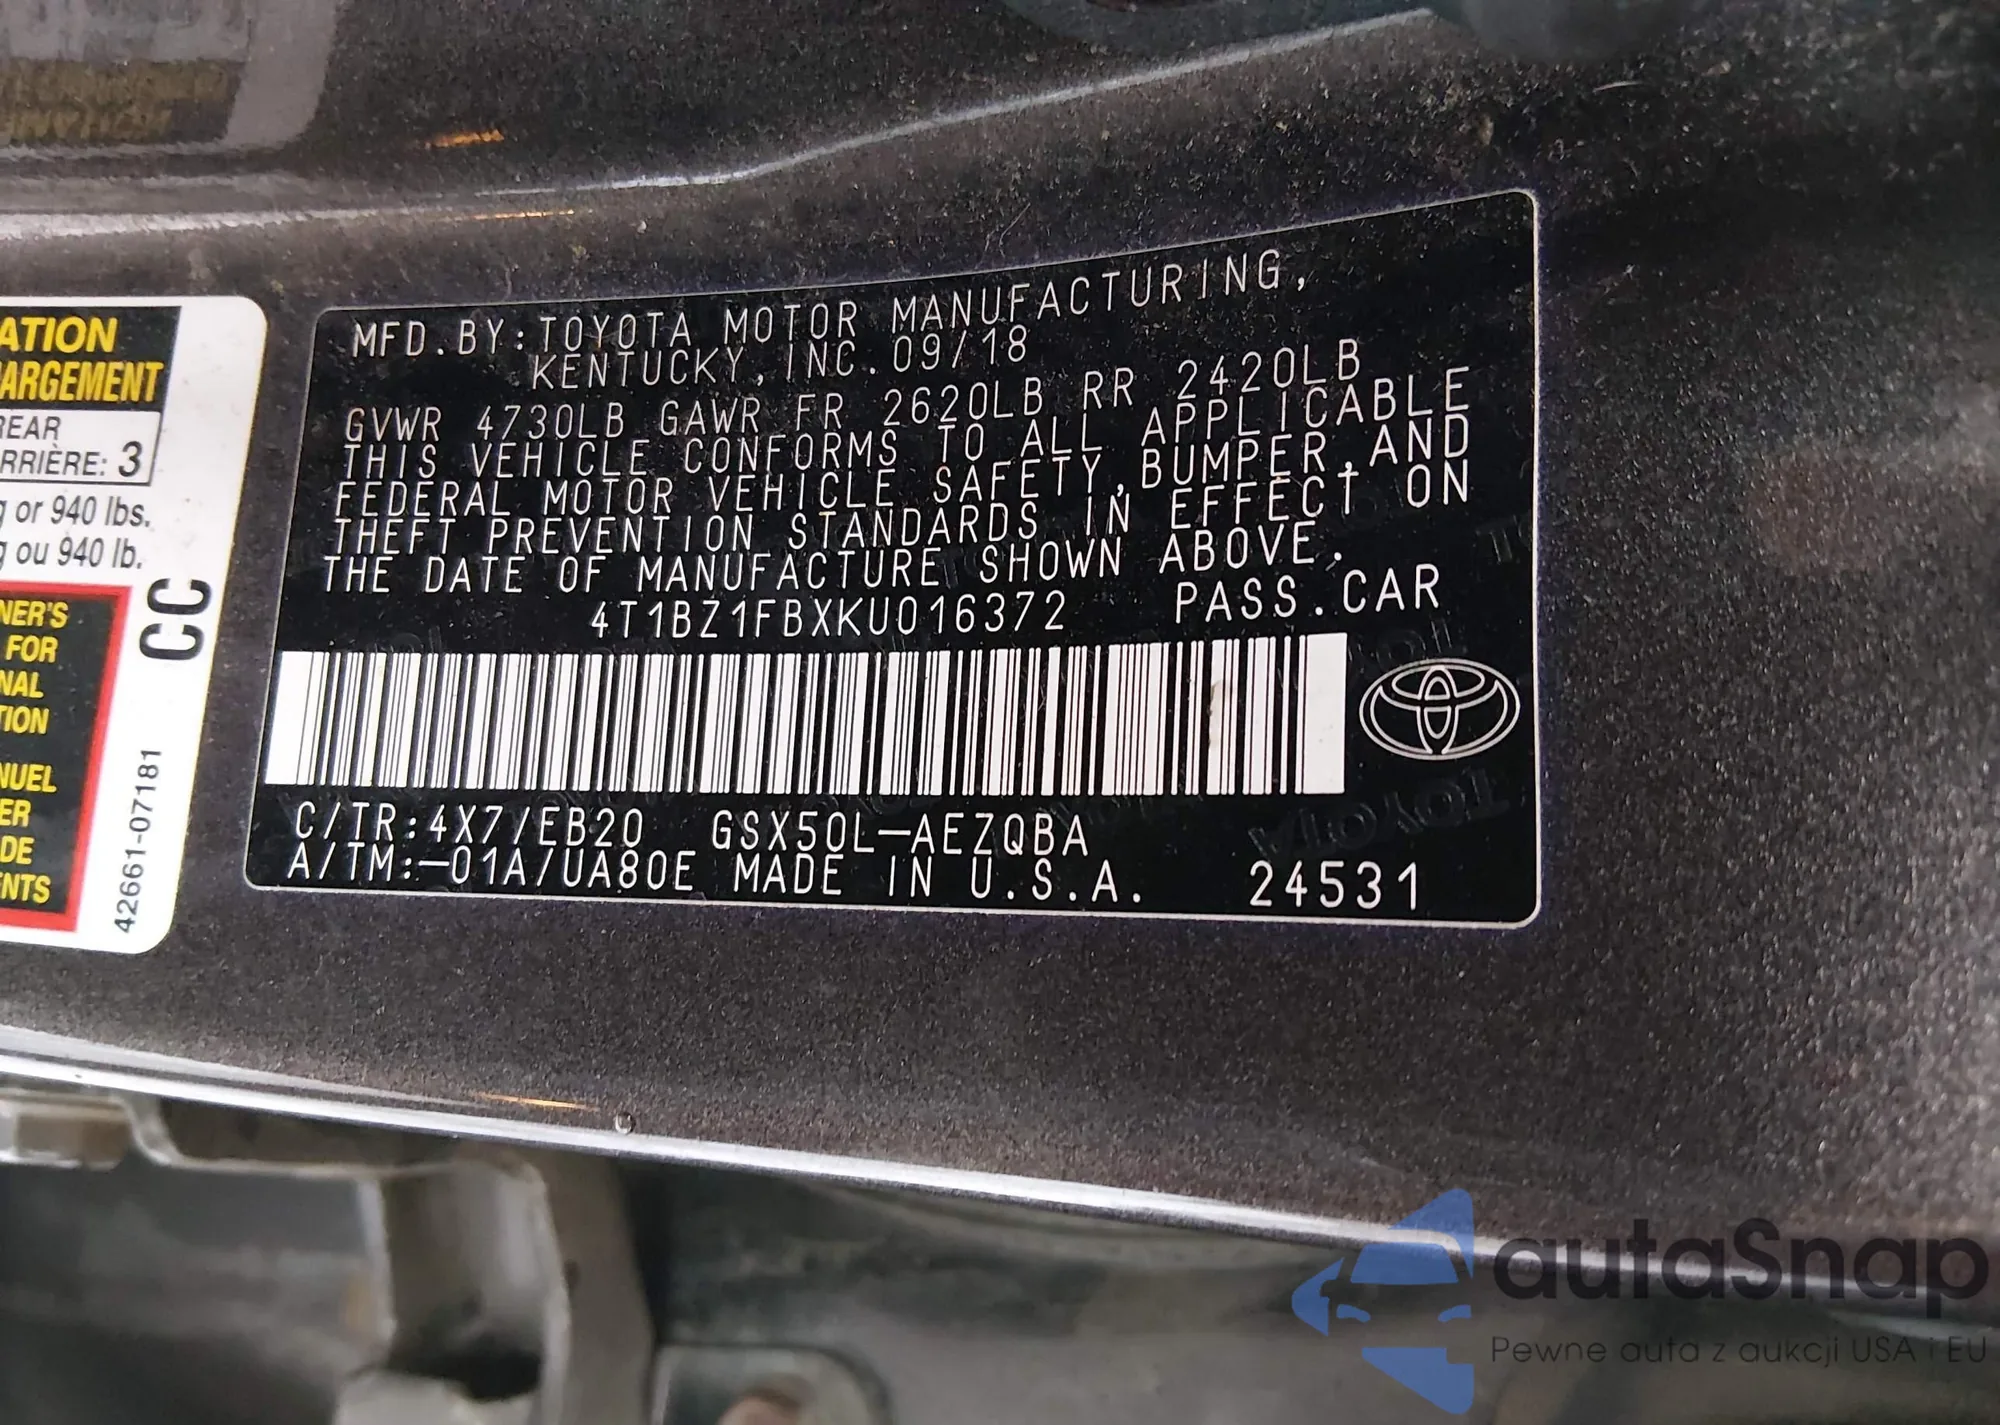 ATION
ARGEMENT
REAR
RRIÈRE: 3
g or 940 lbs.
g ou 940 lb.
NER'S
FOR
NAL
TION
NUEL
ER
DE
ENTS
CC
42661-07181
MFD.BY:TOYOTA MOTOR MANUFACTURING,
KENTUCKY, INC. 09/18
GVWR 4730LB GAWR FR 2620LB RR 2420LB
THIS VEHICLE CONFORMS TO ALL APPLICABLE
FEDERAL MOTOR VEHICLE SAFETY,BUMPER,AND
THEFT PREVENTION STANDARDS IN EFFECT ON
THE DATE OF MANUFACTURE SHOWN ABOVE.
4T1BZ1FBXKU016372 PASS.CAR
C/TR:4X7/EB20 GSX50L-AEZQBA
A/TM:-01A/UA80E MADE IN U.S.A. 24531
autaSnap
Pewne auta z aukcji USA i EU